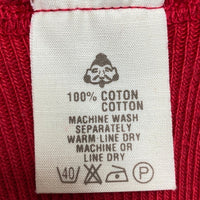 100% COTON
COTTON
MACHINE WASH
SEPARATELY
WARM-LINE DRY
MACHINE OR
LINE DRY
40 P